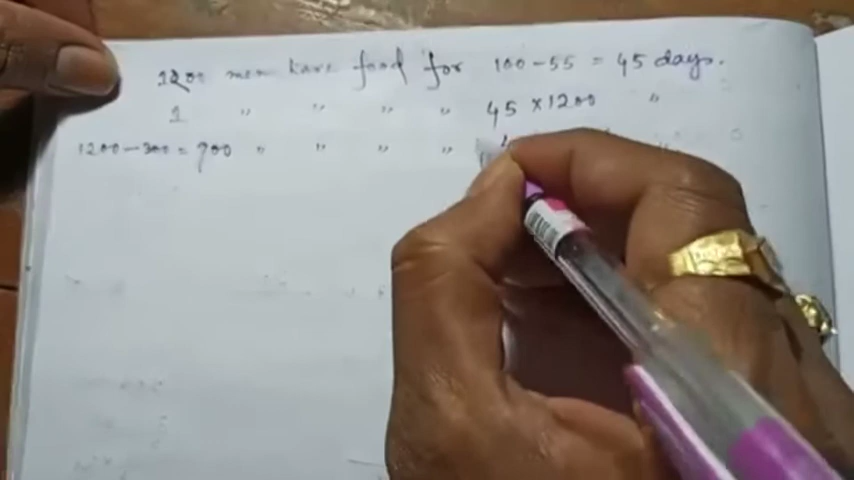 1200 men have food for 100-55 = 45 days.
1 " " " " 45 × 1200 "
1200-300 = 900 " " " "